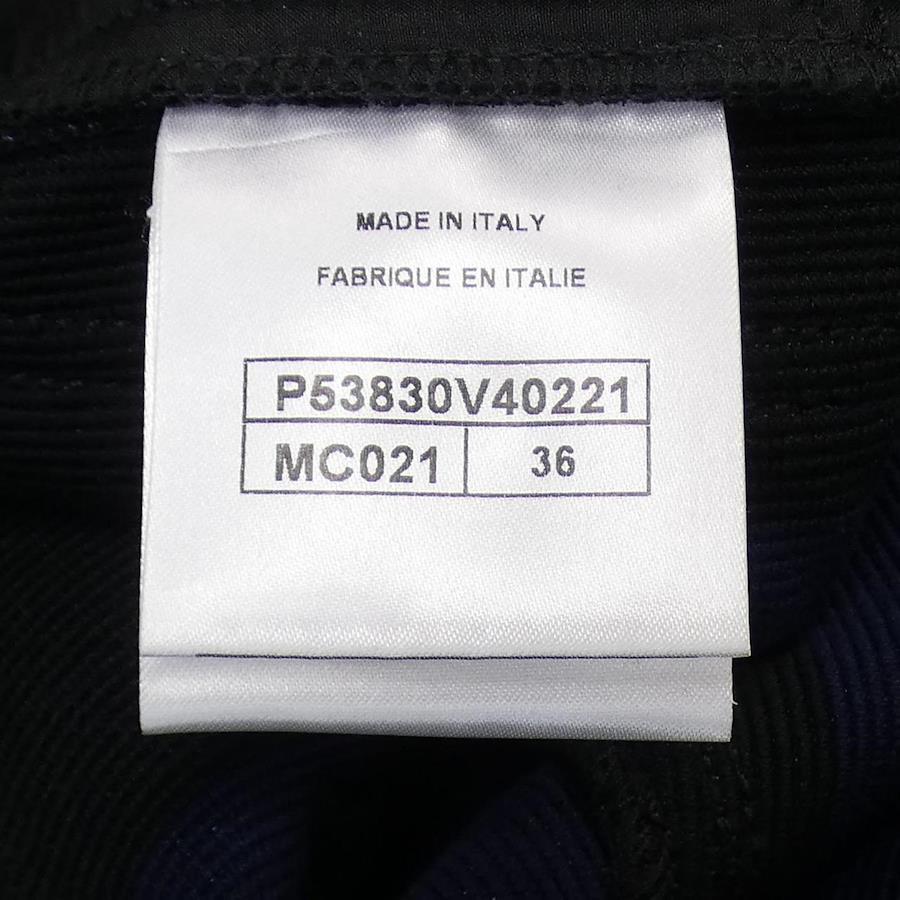 MADE IN ITALY
FABRIQUE EN ITALIE
P53830V40221
MC021 36